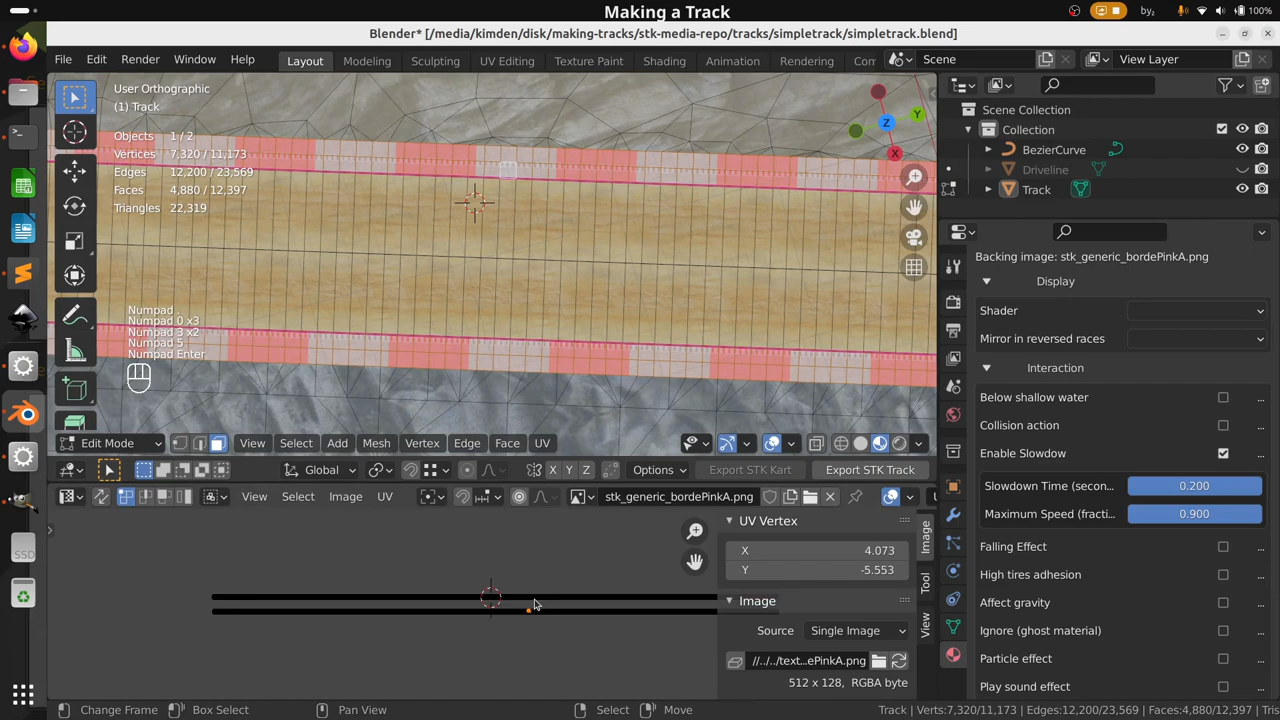 Making a Track
by₂
100%
Blender* [/media/kimden/disk/making-tracks/stk-media-repo/tracks/simpletrack/simpletrack.blend]
File Edit Render Window Help Layout Modeling Sculpting UV Editing Texture Paint Shading Animation Rendering Com Scene View Layer
User Orthographic
(1) Track
Objects 1 / 2
Vertices 7,320 / 11,173
Edges 12,200 / 23,569
Faces 4,880 / 12,397
Triangles 22,319
X Y Z
Numpad .
Numpad 0 x3
Numpad 3 x2
Numpad 5
Numpad Enter
Edit Mode View Select Add Mesh Vertex Edge Face UV
Global X Y Z Options Export STK Kart Export STK Track
View Select Image UV stk_generic_bordePinkA.png
UV Vertex
X 4.073
Y -5.553
Image
Source Single Image
//../../text...ePinkA.png
512 x 128, RGBA byte
Image
Tool
View
Scene Collection
Collection
BezierCurve
Driveline
Track
Backing image: stk_generic_bordePinkA.png
Display
Shader
Mirror in reversed races
Interaction
Below shallow water ...
Collision action ...
Enable Slowdow ...
Slowdown Time (secon... 0.200
Maximum Speed (fracti... 0.900
Falling Effect ...
High tires adhesion ...
Affect gravity ...
Ignore (ghost material) ...
Particle effect ...
Play sound effect ...
SSD
Change Frame Box Select Pan View Select Move Track | Verts:7,320/11,173 | Edges:12,200/23,569 | Faces:4,880/12,397 | Tris